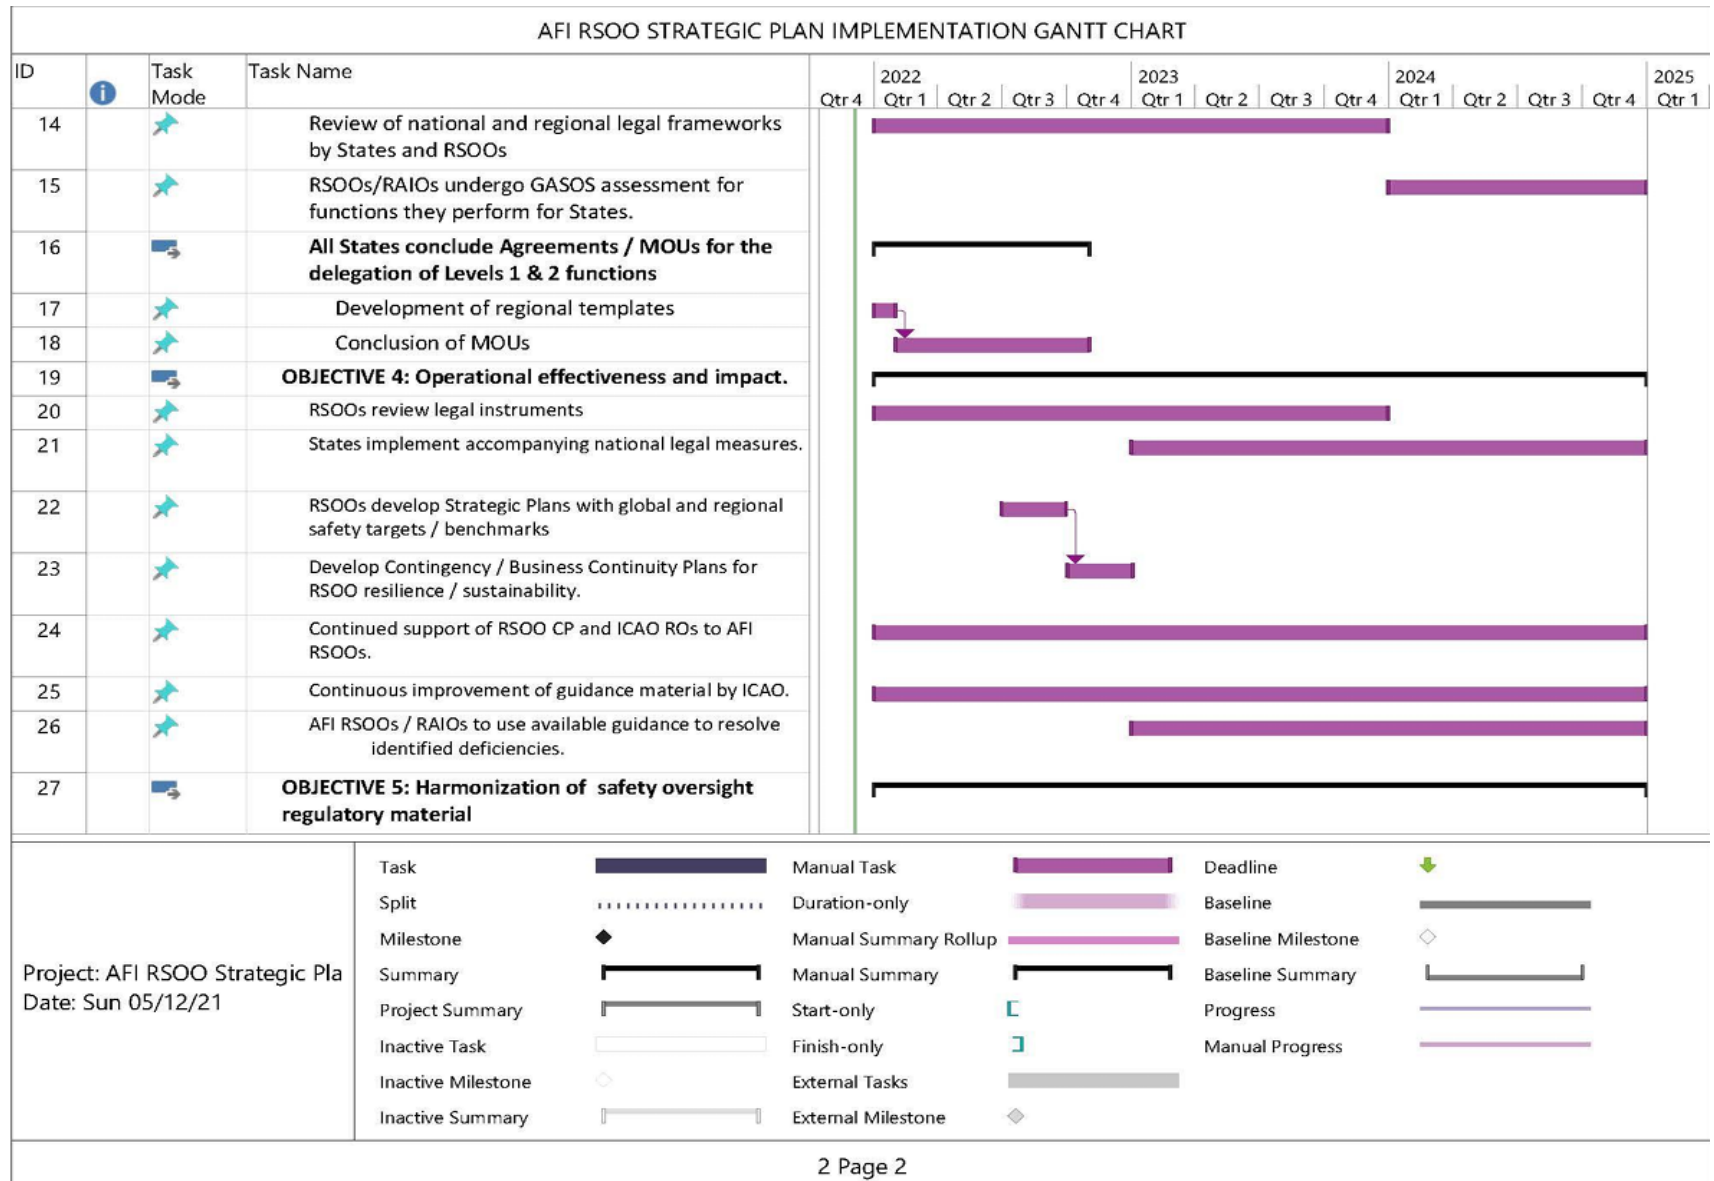 AFI RSOO STRATEGIC PLAN IMPLEMENTATION GANTT CHART
ID
i
Task Mode
Task Name
2022
2023
2024
2025
Qtr 4 Qtr 1 Qtr 2 Qtr 3 Qtr 4 Qtr 1 Qtr 2 Qtr 3 Qtr 4 Qtr 1 Qtr 2 Qtr 3 Qtr 4 Qtr 1
14 Review of national and regional legal frameworks
by States and RSOOs
15 RSOOs/RAIOs undergo GASOS assessment for
functions they perform for States.
16 All States conclude Agreements / MOUs for the
delegation of Levels 1 & 2 functions
17 Development of regional templates
18 Conclusion of MOUs
19 OBJECTIVE 4: Operational effectiveness and impact.
20 RSOOs review legal instruments
21 States implement accompanying national legal measures.
22 RSOOs develop Strategic Plans with global and regional
safety targets / benchmarks
23 Develop Contingency / Business Continuity Plans for
RSOO resilience / sustainability.
24 Continued support of RSOO CP and ICAO ROs to AFI
RSOOs.
25 Continuous improvement of guidance material by ICAO.
26 AFI RSOOs / RAIOs to use available guidance to resolve
identified deficiencies.
27 OBJECTIVE 5: Harmonization of safety oversight
regulatory material
Project: AFI RSOO Strategic Pla
Date: Sun 05/12/21
Task
Split
Milestone
Summary
Project Summary
Inactive Task
Inactive Milestone
Inactive Summary
Manual Task
Duration-only
Manual Summary Rollup
Manual Summary
Start-only
Finish-only
External Tasks
External Milestone
Deadline
Baseline
Baseline Milestone
Baseline Summary
Progress
Manual Progress
2 Page 2